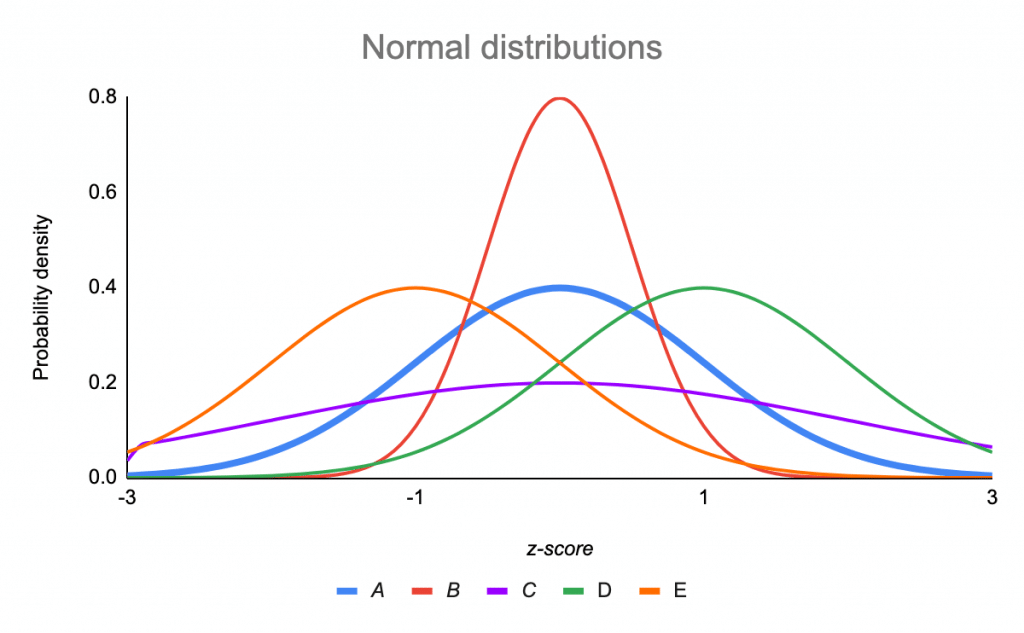 Normal distributions
0.8
0.6
0.4
0.2
0.0
Probability density
-3 -1 1 3
z-score
A B C D E